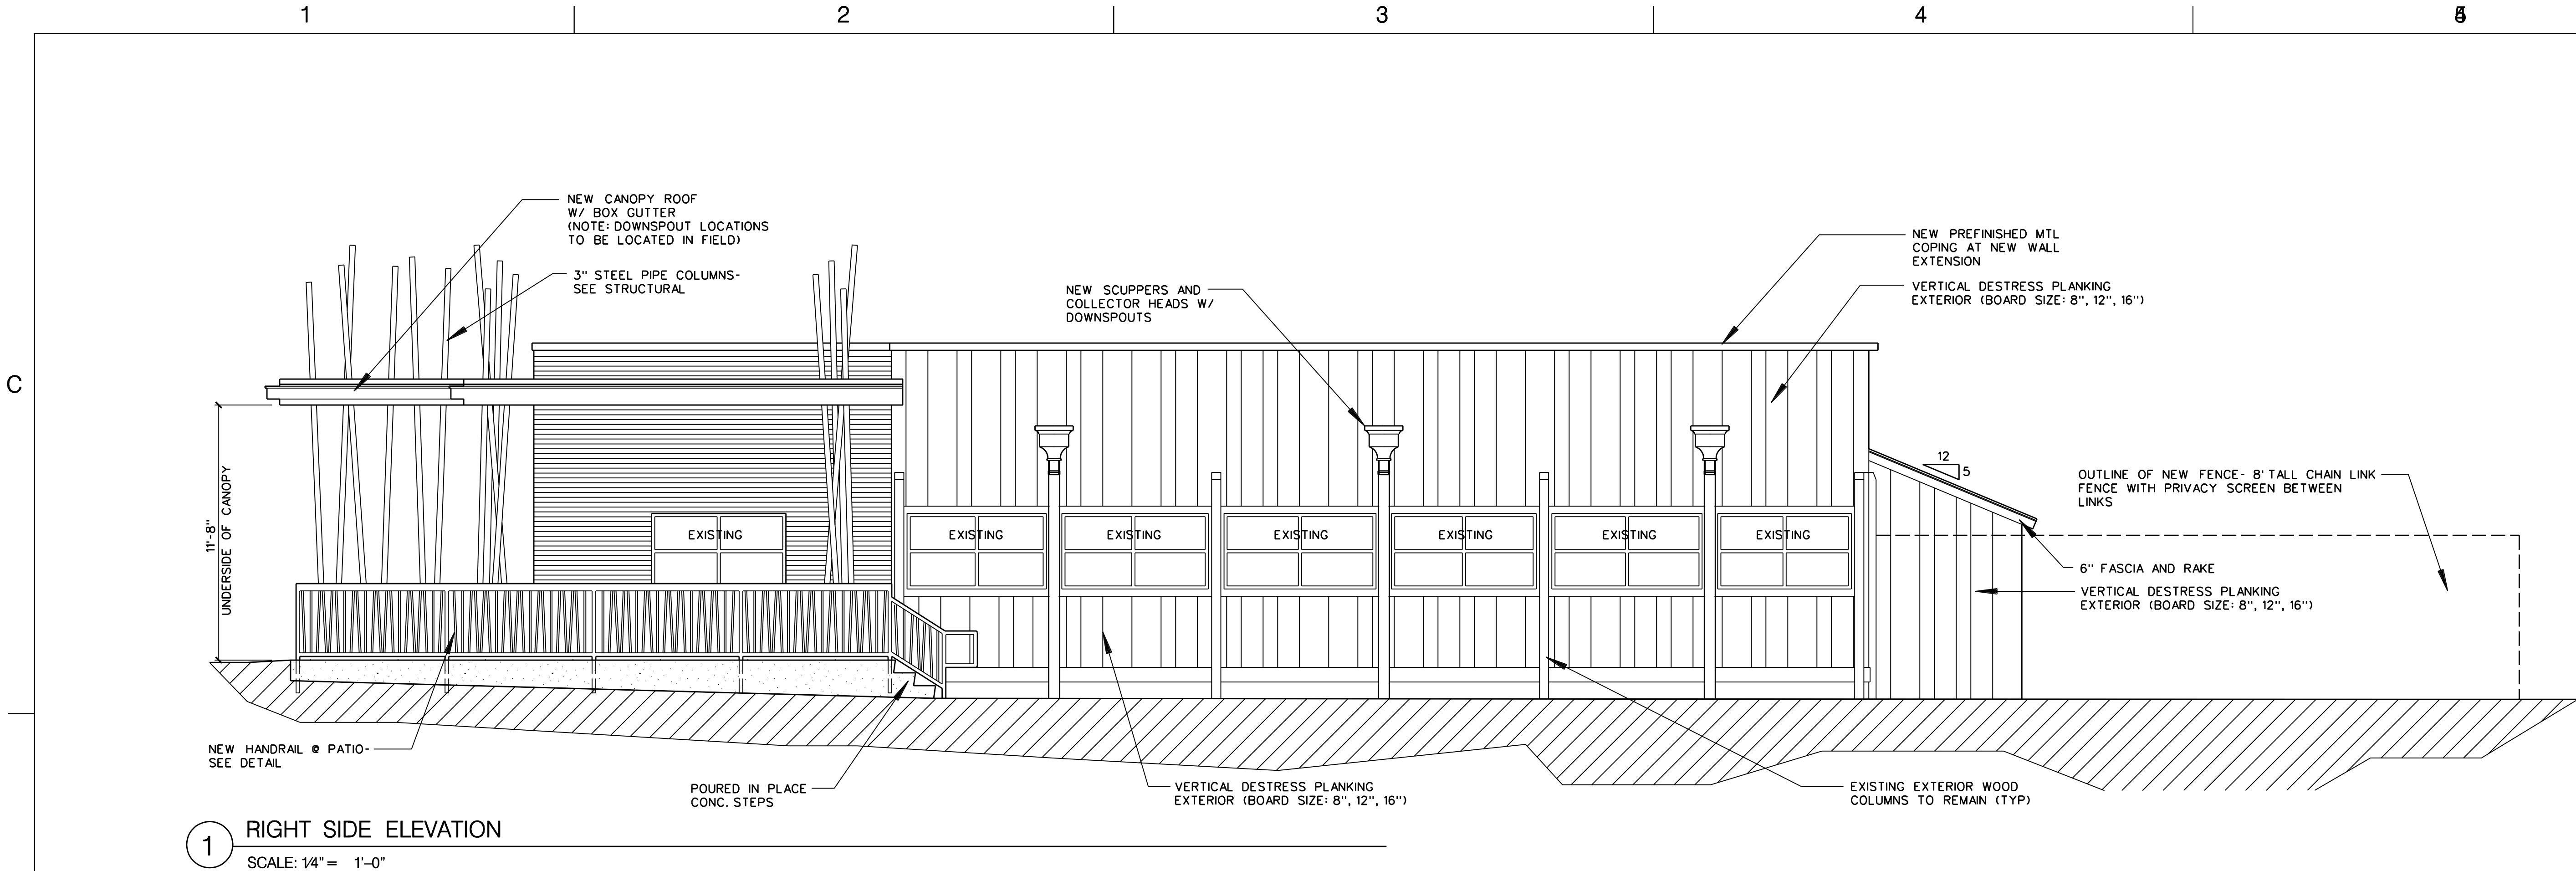 1 2 3 4
C
NEW CANOPY ROOF
W/ BOX GUTTER
(NOTE: DOWNSPOUT LOCATIONS
TO BE LOCATED IN FIELD)
3" STEEL PIPE COLUMNS-
SEE STRUCTURAL
NEW SCUPPERS AND
COLLECTOR HEADS W/
DOWNSPOUTS
NEW PREFINISHED MTL
COPING AT NEW WALL
EXTENSION
VERTICAL DESTRESS PLANKING
EXTERIOR (BOARD SIZE: 8", 12", 16")
12
5
OUTLINE OF NEW FENCE- 8' TALL CHAIN LINK
FENCE WITH PRIVACY SCREEN BETWEEN
LINKS
11'-8"
UNDERSIDE OF CANOPY
EXISTING
EXISTING
EXISTING
EXISTING
EXISTING
EXISTING
EXISTING
6" FASCIA AND RAKE
VERTICAL DESTRESS PLANKING
EXTERIOR (BOARD SIZE: 8", 12", 16")
NEW HANDRAIL @ PATIO-
SEE DETAIL
POURED IN PLACE
CONC. STEPS
VERTICAL DESTRESS PLANKING
EXTERIOR (BOARD SIZE: 8", 12", 16")
EXISTING EXTERIOR WOOD
COLUMNS TO REMAIN (TYP)
1
RIGHT SIDE ELEVATION
SCALE: 1/4" = 1'-0"